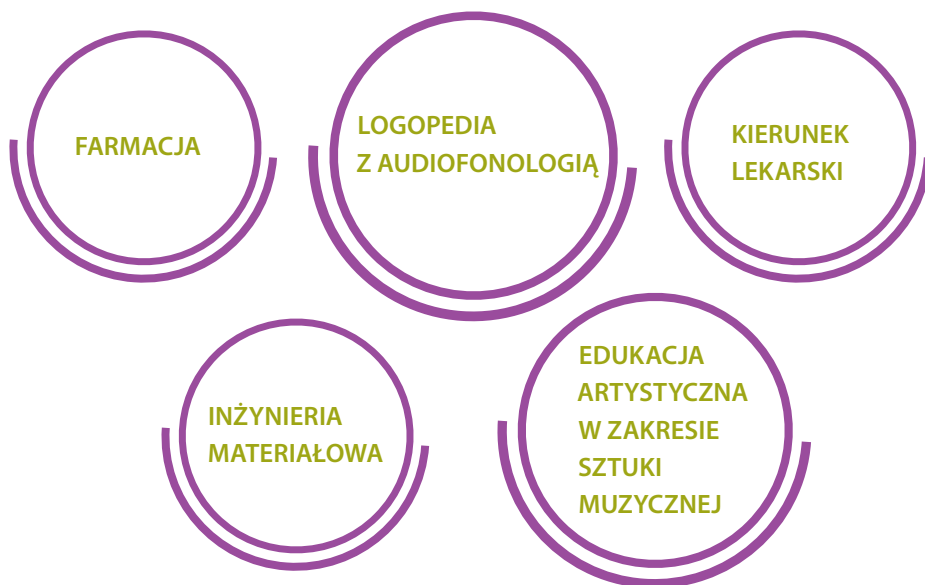 FARMACJA
LOGOPEDIA
Z AUDIOFONOLOGIĄ
KIERUNEK
LEKARSKI
INŻYNIERIA
MATERIAŁOWA
EDUKACJA
ARTYSTYCZNA
W ZAKRESIE
SZTUKI
MUZYCZNEJ